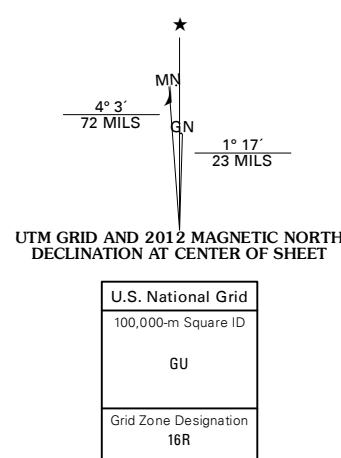 ★
MN
4° 3´
72 MILS
GN
1° 17´
23 MILS
UTM GRID AND 2012 MAGNETIC NORTH
DECLINATION AT CENTER OF SHEET
U.S. National Grid
100,000-m Square ID
GU
Grid Zone Designation
16R